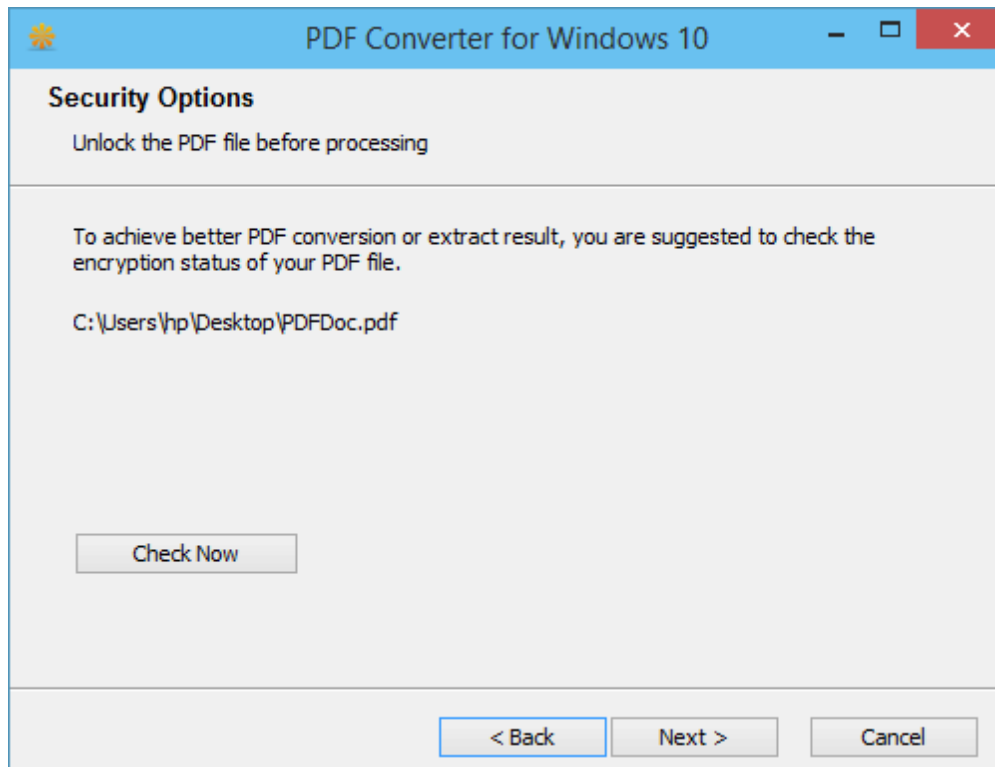 PDF Converter for Windows 10
Security Options
Unlock the PDF file before processing
To achieve better PDF conversion or extract result, you are suggested to check the
encryption status of your PDF file.
C:\Users\hp\Desktop\PDFDoc.pdf
Check Now
< Back
Next >
Cancel